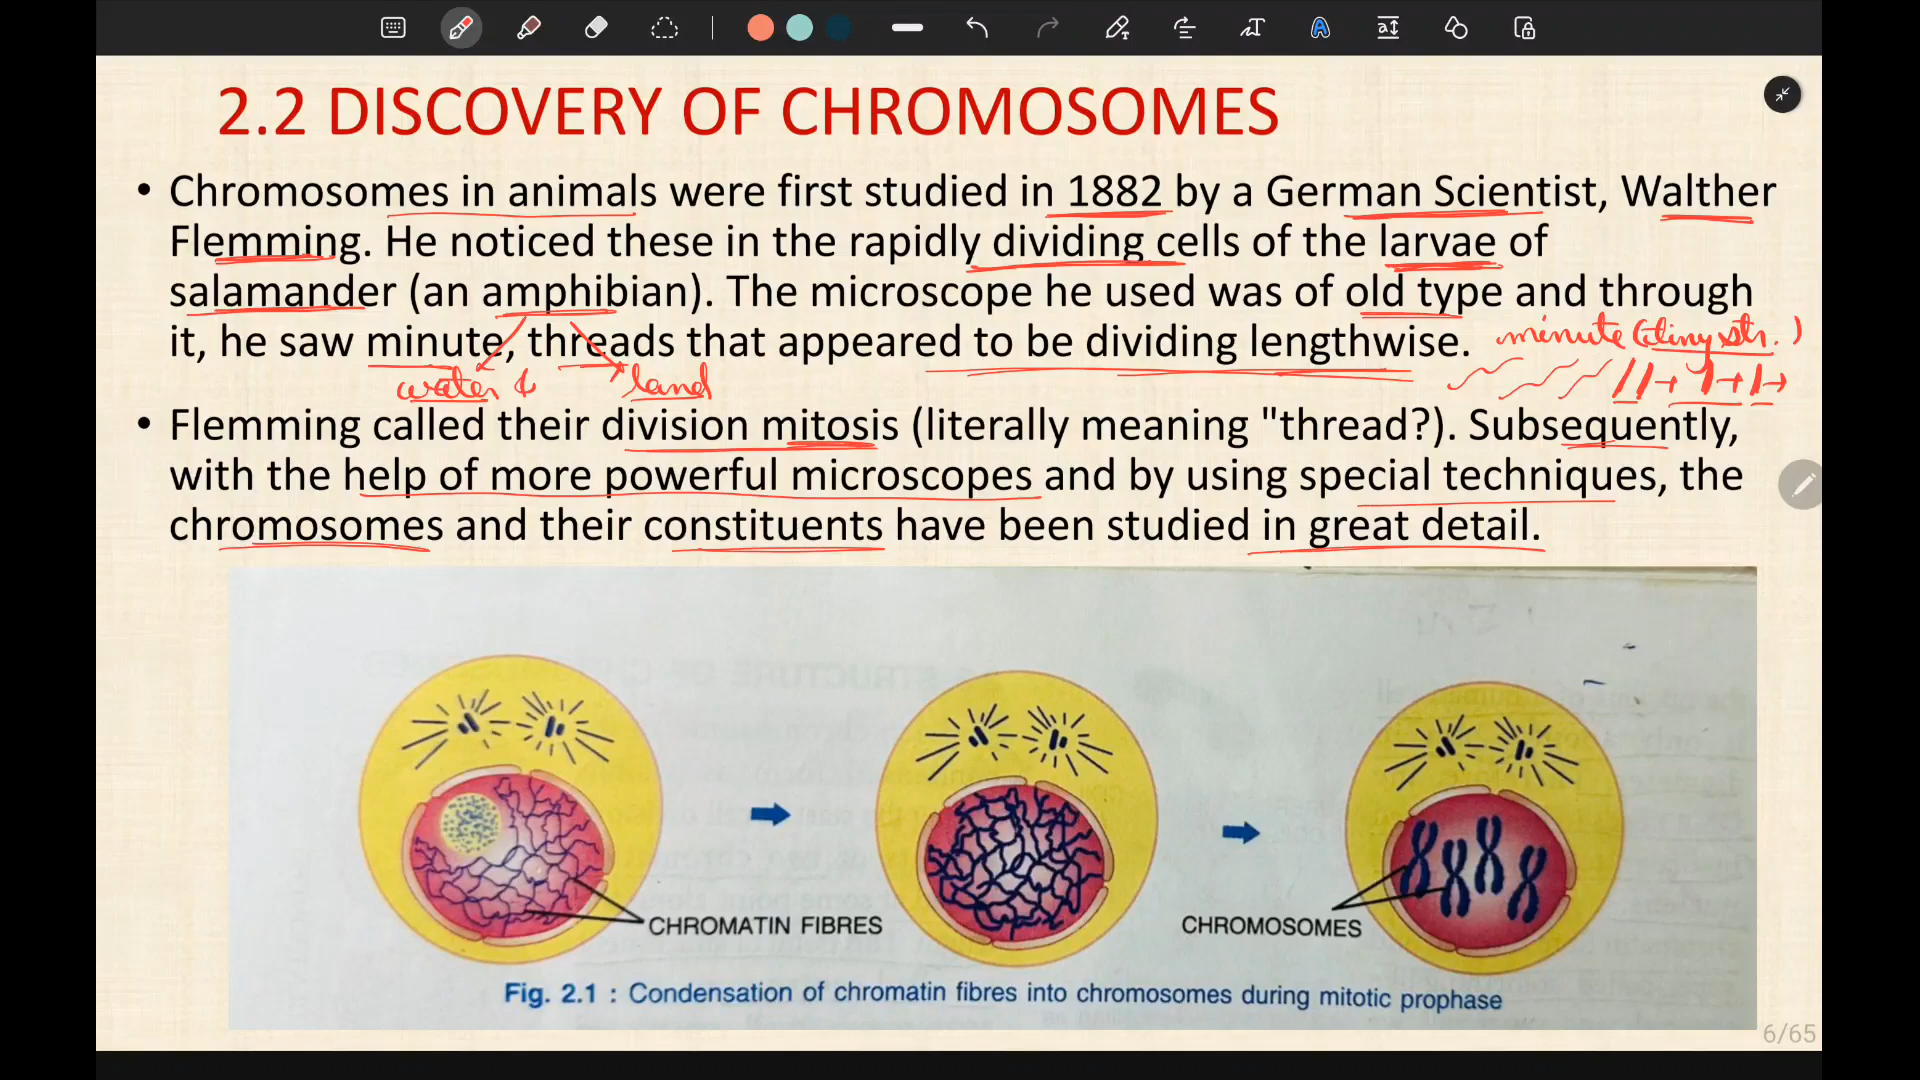 2.2 DISCOVERY OF CHROMOSOMES
• Chromosomes in animals were first studied in 1882 by a German Scientist, Walther
Flemming. He noticed these in the rapidly dividing cells of the larvae of
salamander (an amphibian). The microscope he used was of old type and through
it, he saw minute, threads that appeared to be dividing lengthwise.
minute (tiny str.)
water & land
• Flemming called their division mitosis (literally meaning "thread?). Subsequently,
with the help of more powerful microscopes and by using special techniques, the
chromosomes and their constituents have been studied in great detail.
CHROMATIN FIBRES
CHROMOSOMES
Fig. 2.1 : Condensation of chromatin fibres into chromosomes during mitotic prophase
6/65